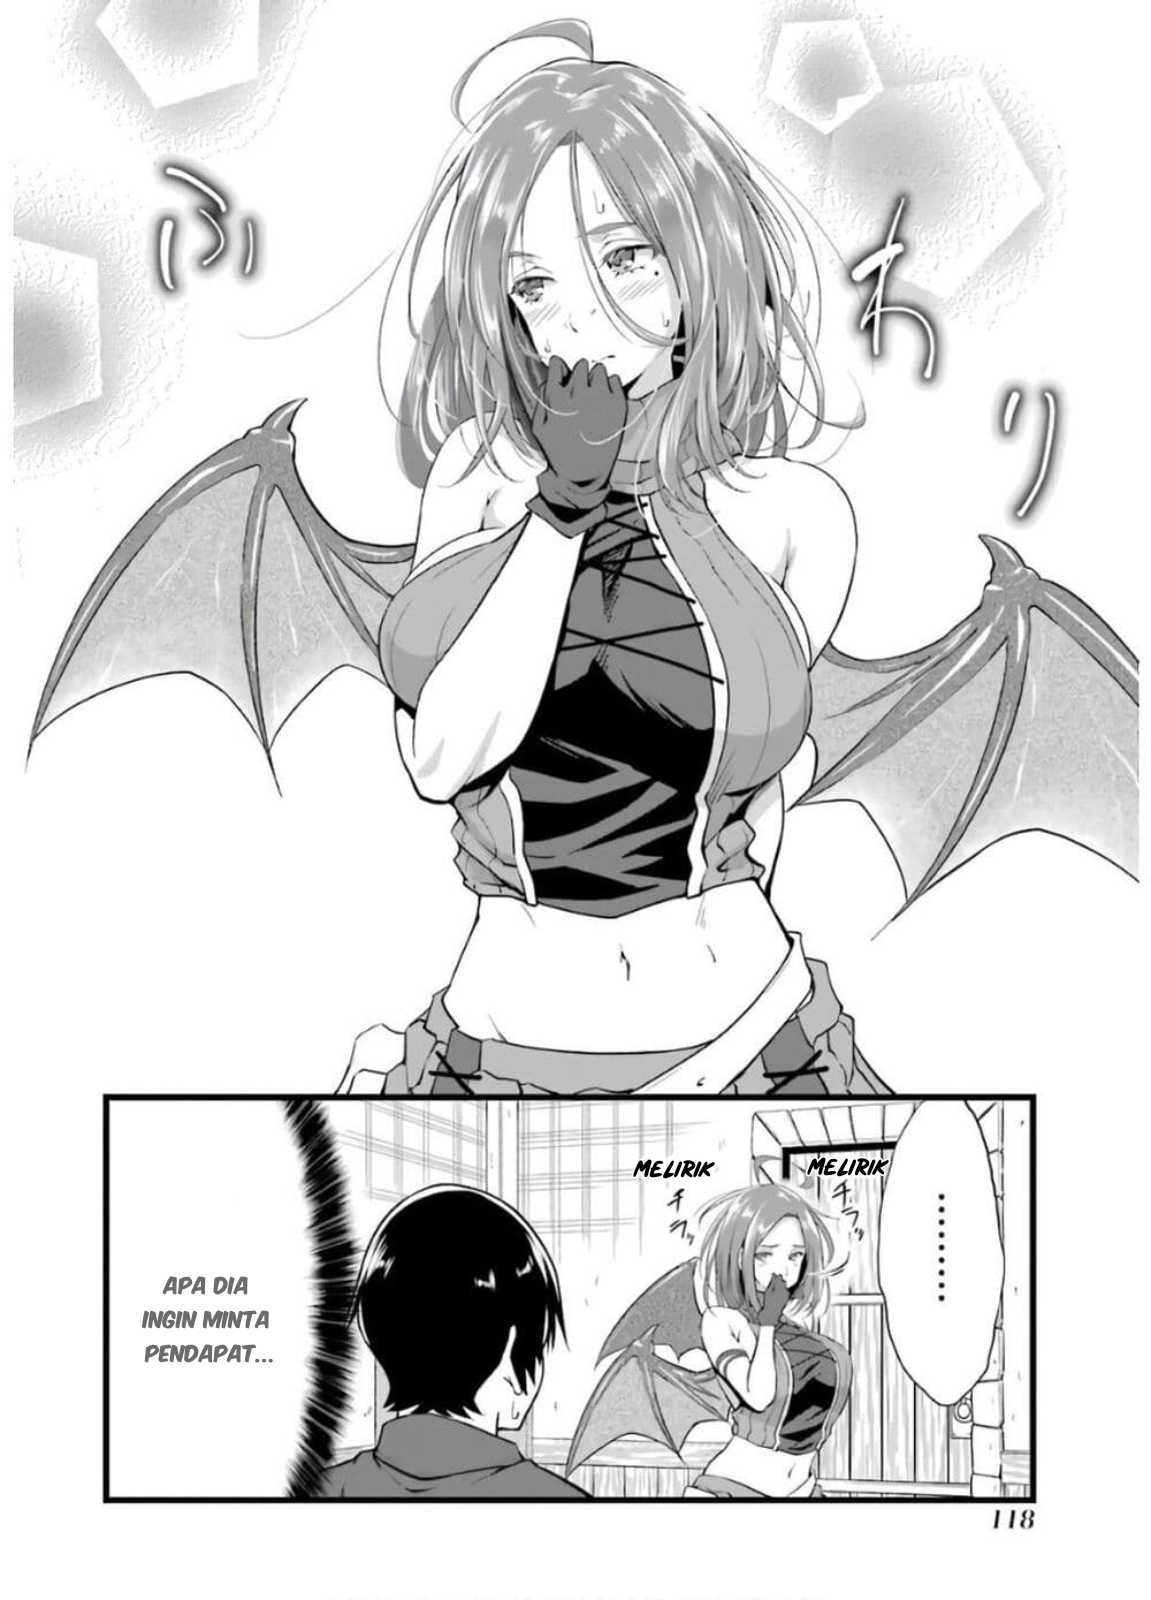 ふ
わ
り
………
MELIRIK
チラッ
MELIRIK
チラッ
APA DIA
INGIN MINTA
PENDAPAT...
118